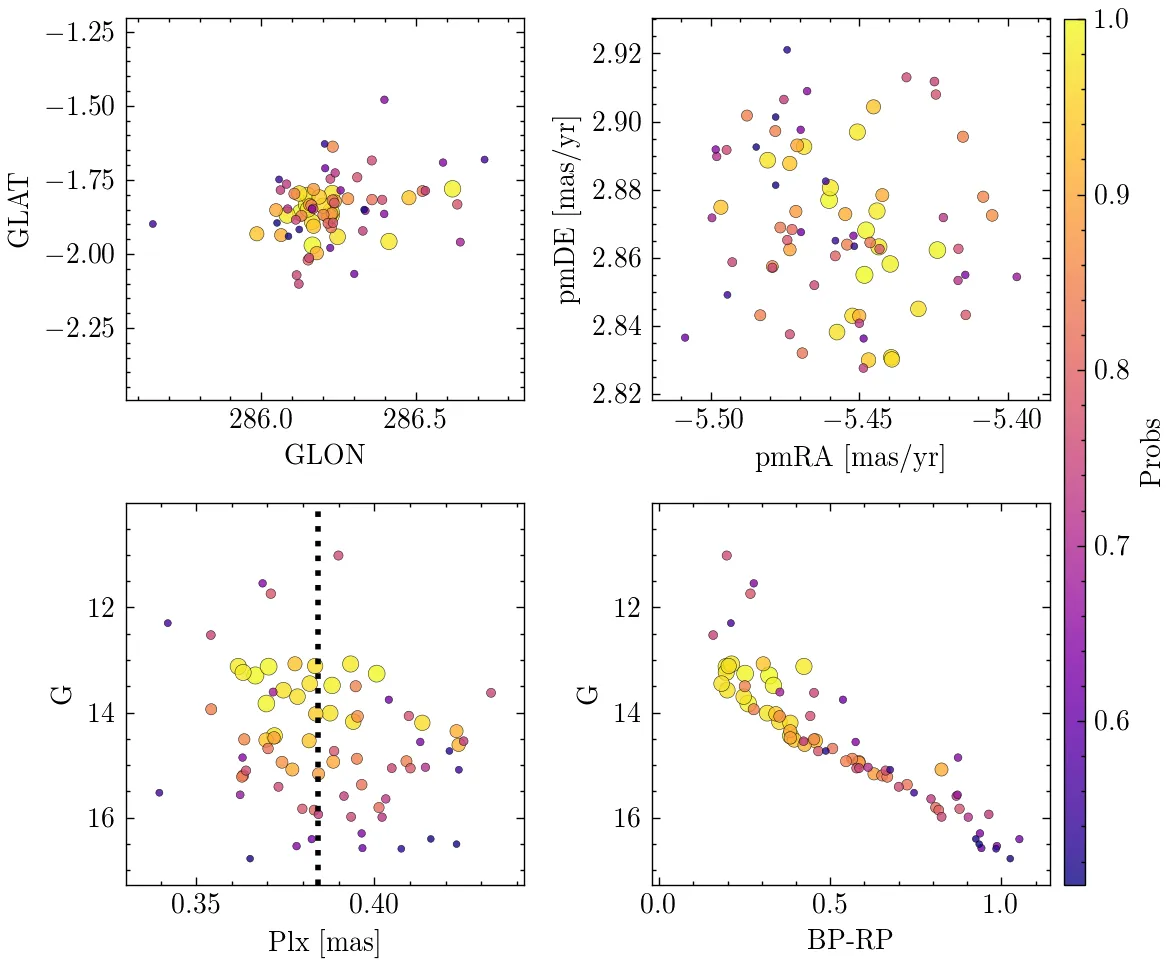 −1.25
−1.50
−1.75
−2.00
−2.25
GLAT
286.0 286.5
GLON
2.92
2.90
2.88
2.86
2.84
2.82
pmDE [mas/yr]
−5.50 −5.45 −5.40
pmRA [mas/yr]
1.0
0.9
0.8
0.7
0.6
Probs
12
14
16
G
0.35 0.40
Plx [mas]
12
14
16
G
0.0 0.5 1.0
BP-RP